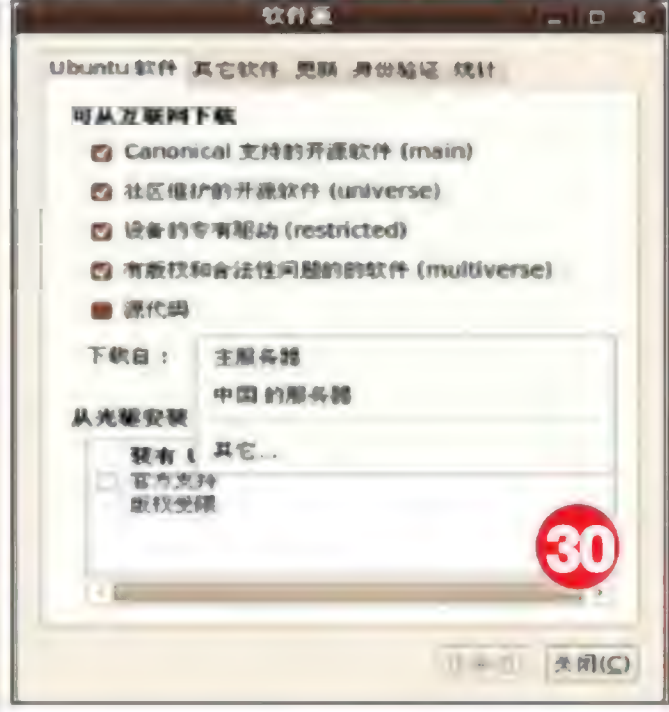 软件源
Ubuntu 软件 其它软件 更新 身份验证 统计
可从互联网下载
Canonical 支持的开源软件 (main)
社区维护的开源软件 (universe)
设备的专有驱动 (restricted)
有版权和合法性问题的的软件 (multiverse)
源代码
下载自：
主服务器
中国 的服务器
从光驱安装
其它...
装有 U
官方支持
版权受限
30
关闭(C)